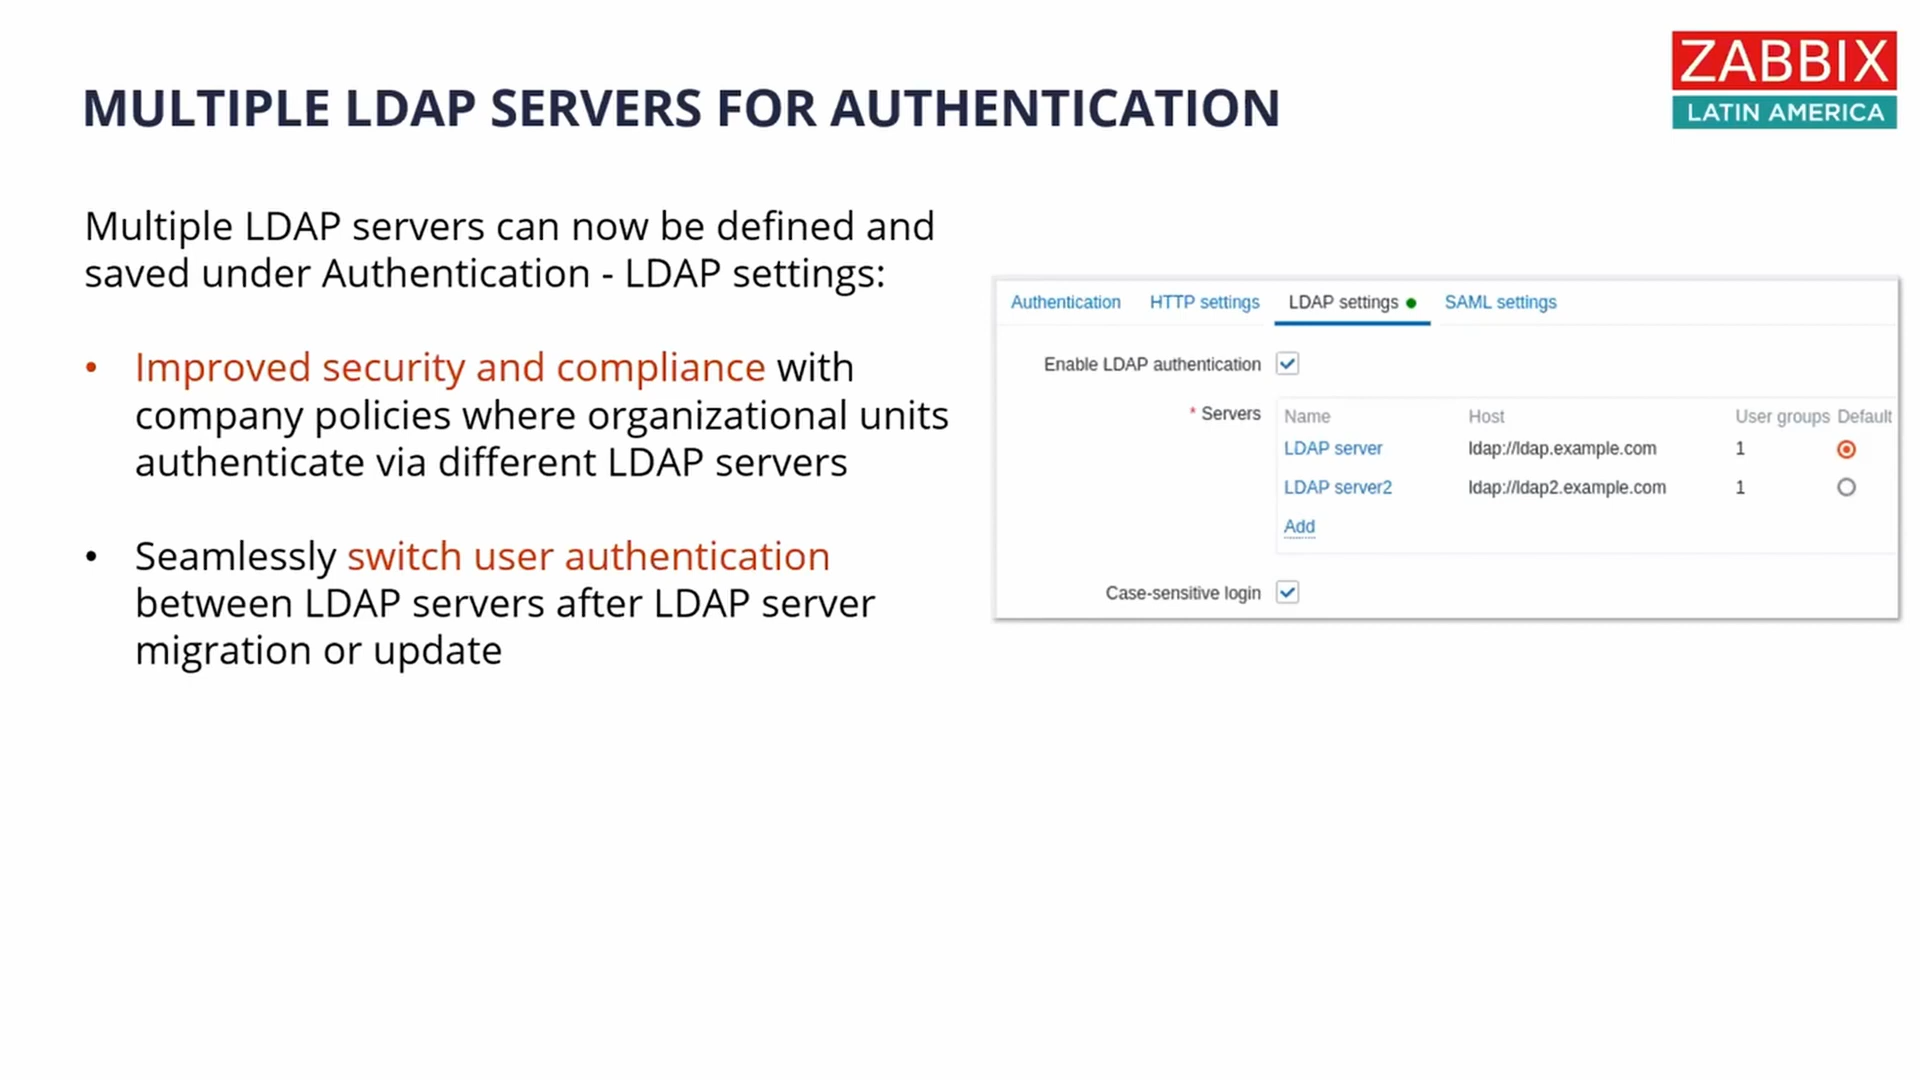 ZABBIX
LATIN AMERICA
MULTIPLE LDAP SERVERS FOR AUTHENTICATION
Multiple LDAP servers can now be defined and
saved under Authentication - LDAP settings:
• Improved security and compliance with
company policies where organizational units
authenticate via different LDAP servers
• Seamlessly switch user authentication
between LDAP servers after LDAP server
migration or update
Authentication HTTP settings LDAP settings SAML settings
Enable LDAP authentication
* Servers Name Host User groups Default
LDAP server ldap://ldap.example.com 1
LDAP server2 ldap://ldap2.example.com 1
Add
Case-sensitive login